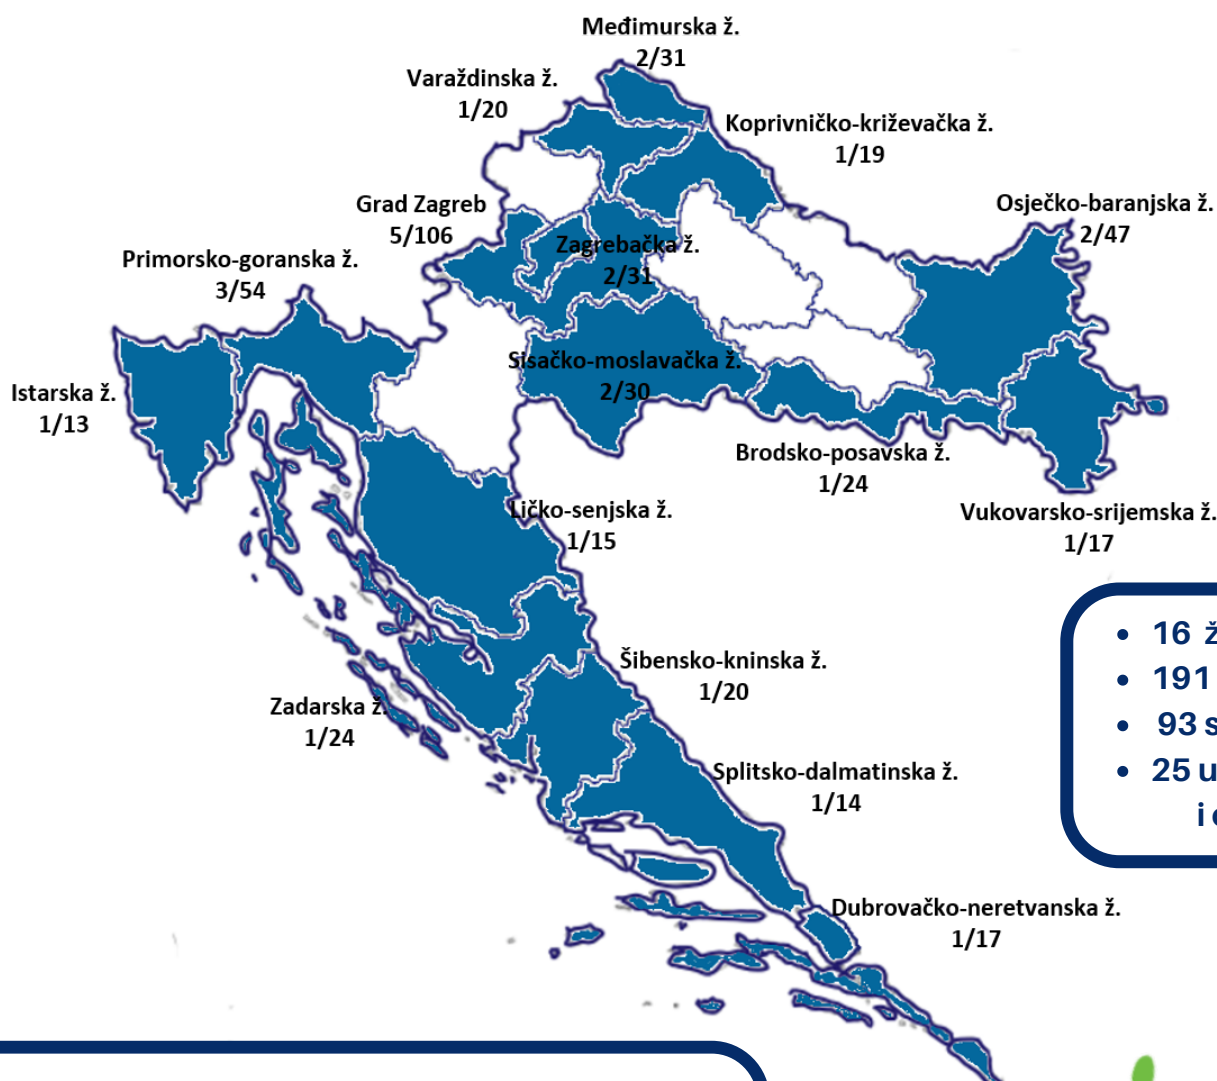 Međimurska ž.
2/31
Varaždinska ž.
1/20
Koprivničko-križevačka ž.
1/19
Grad Zagreb
5/106
Osječko-baranjska ž.
2/47
Zagrebačka ž.
2/31
Primorsko-goranska ž.
3/54
Sisačko-moslavačka ž.
2/30
Istarska ž.
1/13
Brodsko-posavska ž.
1/24
Vukovarsko-srijemska ž.
1/17
Ličko-senjska ž.
1/15
• 16 ž
• 191
• 93 s
• 25 u
i
Šibensko-kninska ž.
1/20
Zadarska ž.
1/24
Splitsko-dalmatinska ž.
1/14
Dubrovačko-neretvanska ž.
1/17